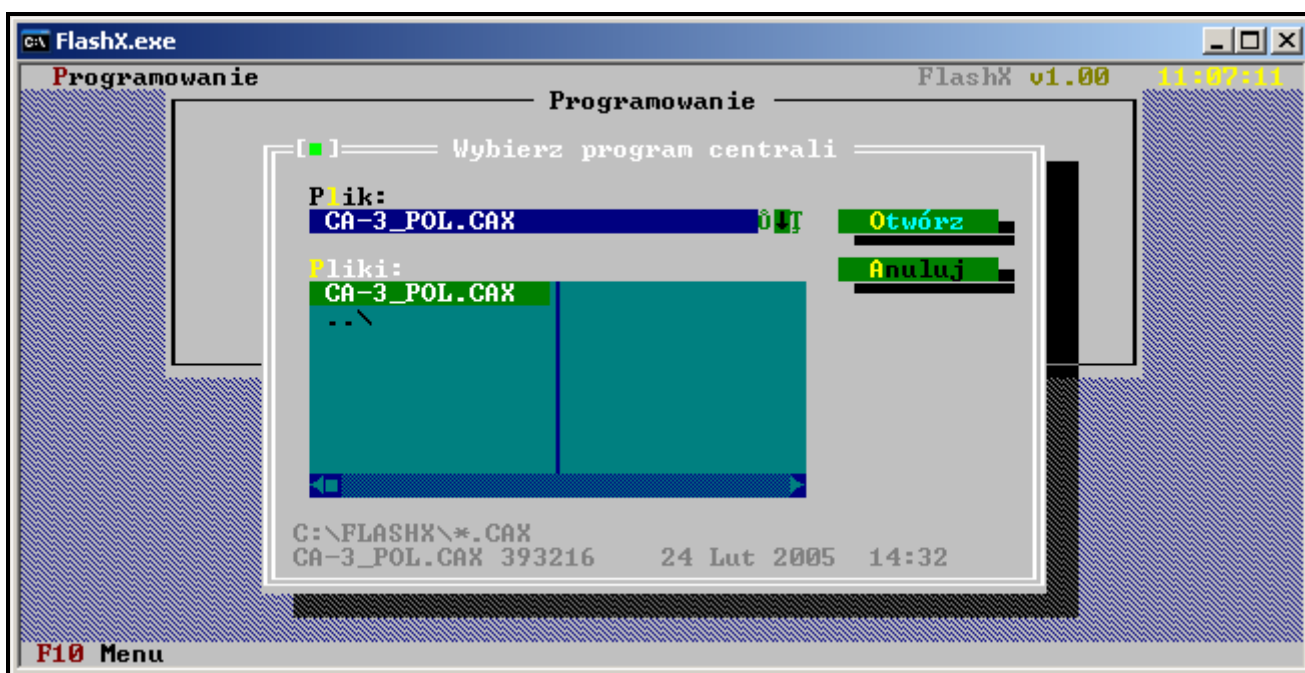 FlashX.exe
Programowanie FlashX v1.00 11:07:11
Programowanie
[■] Wybierz program centrali
Plik:
CA-3_POL.CAX Otwórz
Pliki: Anuluj
CA-3_POL.CAX
..\
C:\FLASHX\*.CAX
CA-3_POL.CAX 393216 24 Lut 2005 14:32
F10 Menu